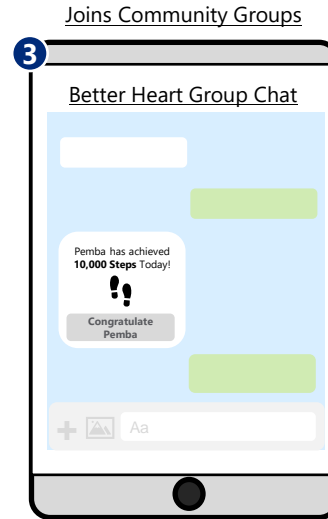 Joins Community Groups
3
Better Heart Group Chat
Pemba has achieved
10,000 Steps Today!
Congratulate
Pemba
Aa